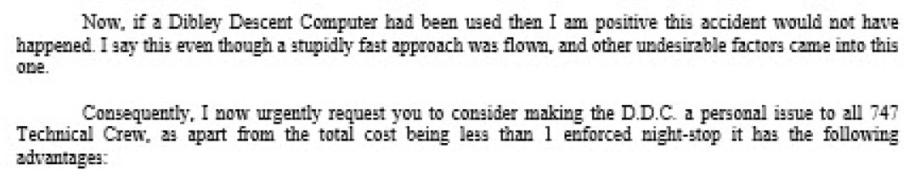 Now, if a Dibley Descent Computer had been used then I am positive this accident would not have
happened. I say this even though a stupidly fast approach was flown, and other undesirable factors came into this
one.
Consequently, I now urgently request you to consider making the D.D.C. a personal issue to all 747
Technical Crew, as apart from the total cost being less than 1 enforced night-stop it has the following
advantages: